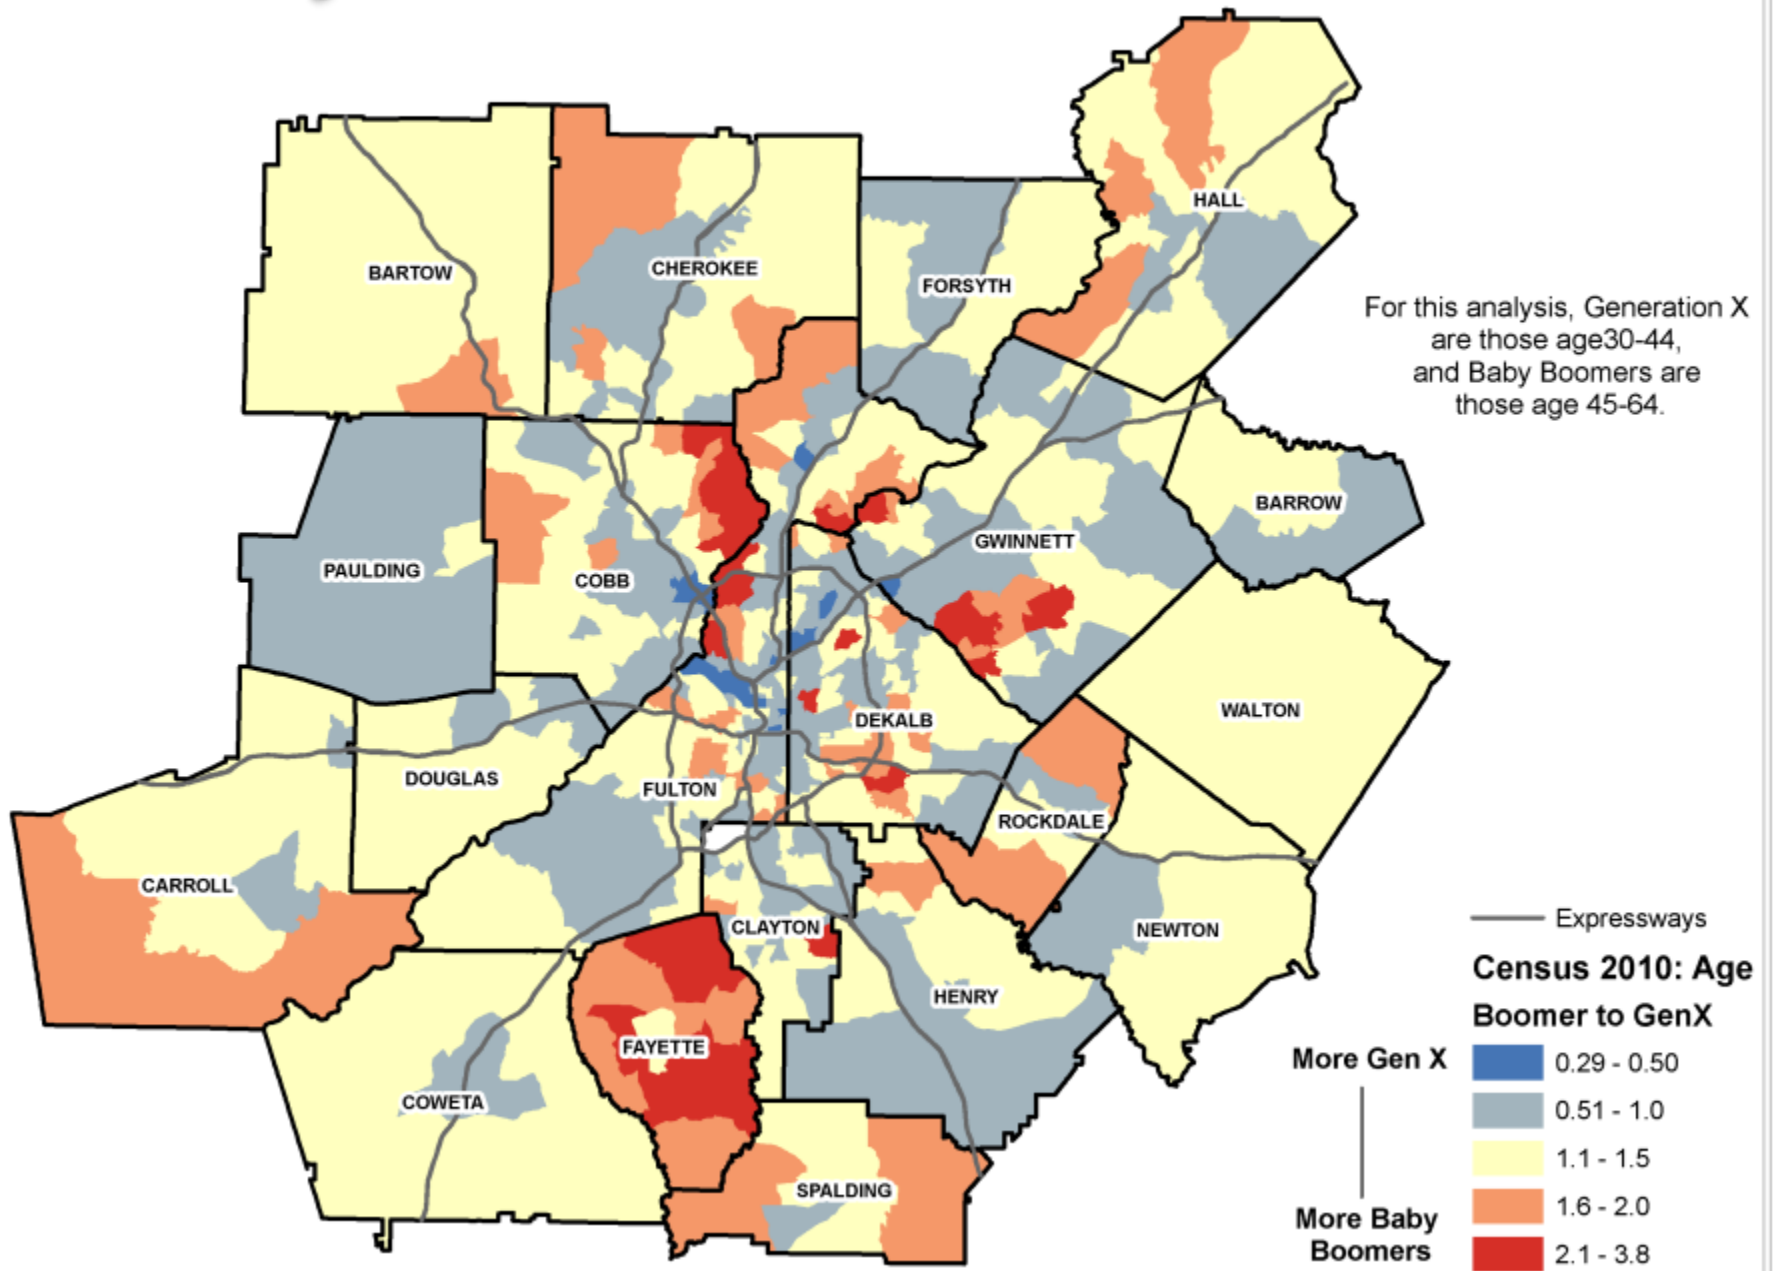 HALL
BARTOW
CHEROKEE
FORSYTH
For this analysis, Generation X
are those age30-44,
and Baby Boomers are
those age 45-64.
BARROW
GWINNETT
PAULDING
COBB
WALTON
DEKALB
DOUGLAS
FULTON
ROCKDALE
CARROLL
CLAYTON
NEWTON
HENRY
FAYETTE
COWETA
SPALDING
Expressways
Census 2010: Age
Boomer to GenX
More Gen X
0.29 - 0.50
0.51 - 1.0
1.1 - 1.5
1.6 - 2.0
More Baby
Boomers
2.1 - 3.8